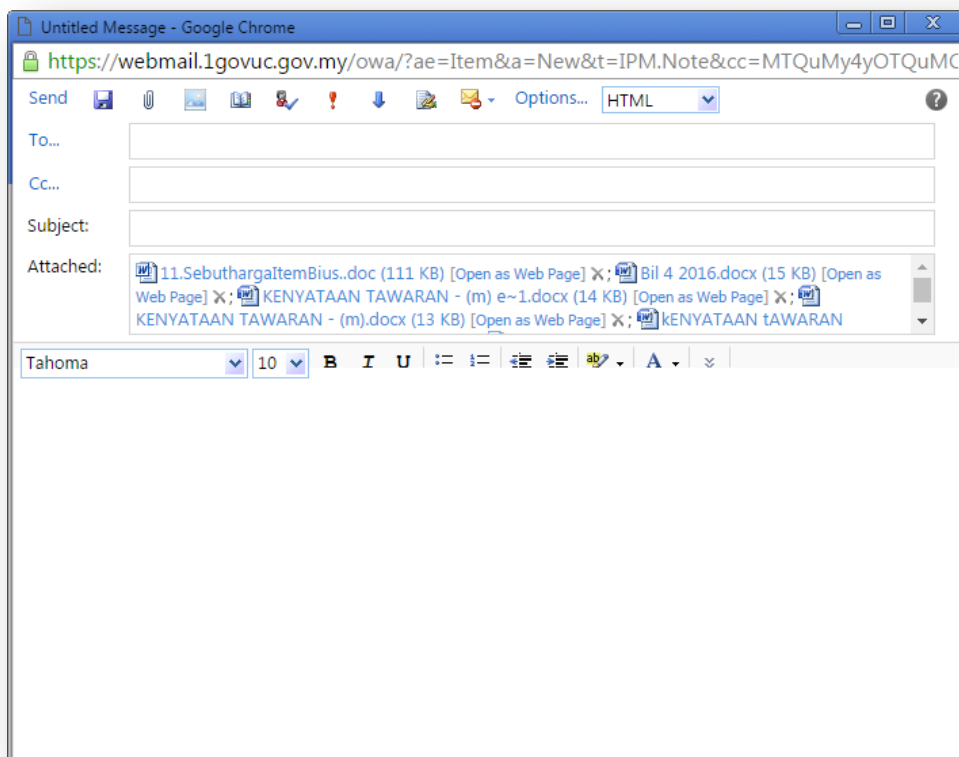 Untitled Message - Google Chrome
https://webmail.1govuc.gov.my/owa/?ae=Item&a=New&t=IPM.Note&cc=MTQuMy4yOTQuMC
Send Options... HTML
To...
Cc...
Subject:
Attached: 11.SebuthargaItemBius..doc (111 KB) [Open as Web Page] ; Bil 4 2016.docx (15 KB) [Open as
Web Page] ; KENYATAAN TAWARAN - (m) e~1.docx (14 KB) [Open as Web Page] ;
KENYATAAN TAWARAN - (m).docx (13 KB) [Open as Web Page] ; kENYATAAN tAWARAN
Tahoma 10 B I U ab A